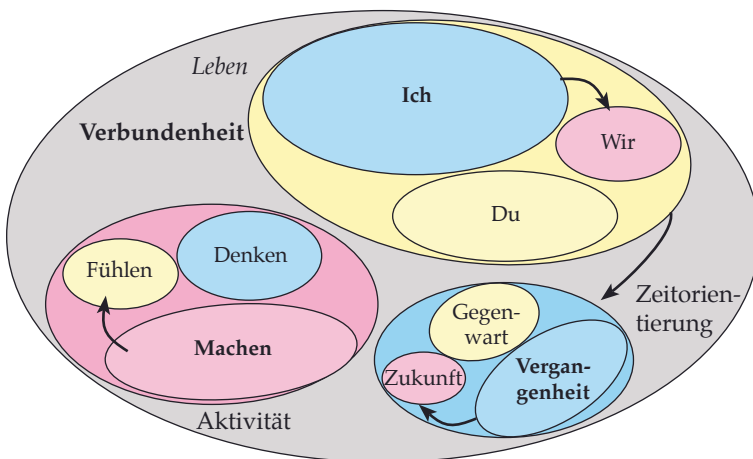 Leben
Ich
Verbundenheit
Wir
Du
Fühlen
Denken
Machen
Aktivität
Zeitorien-
tierung
Gegen-
wart
Zukunft
Vergan-
genheit